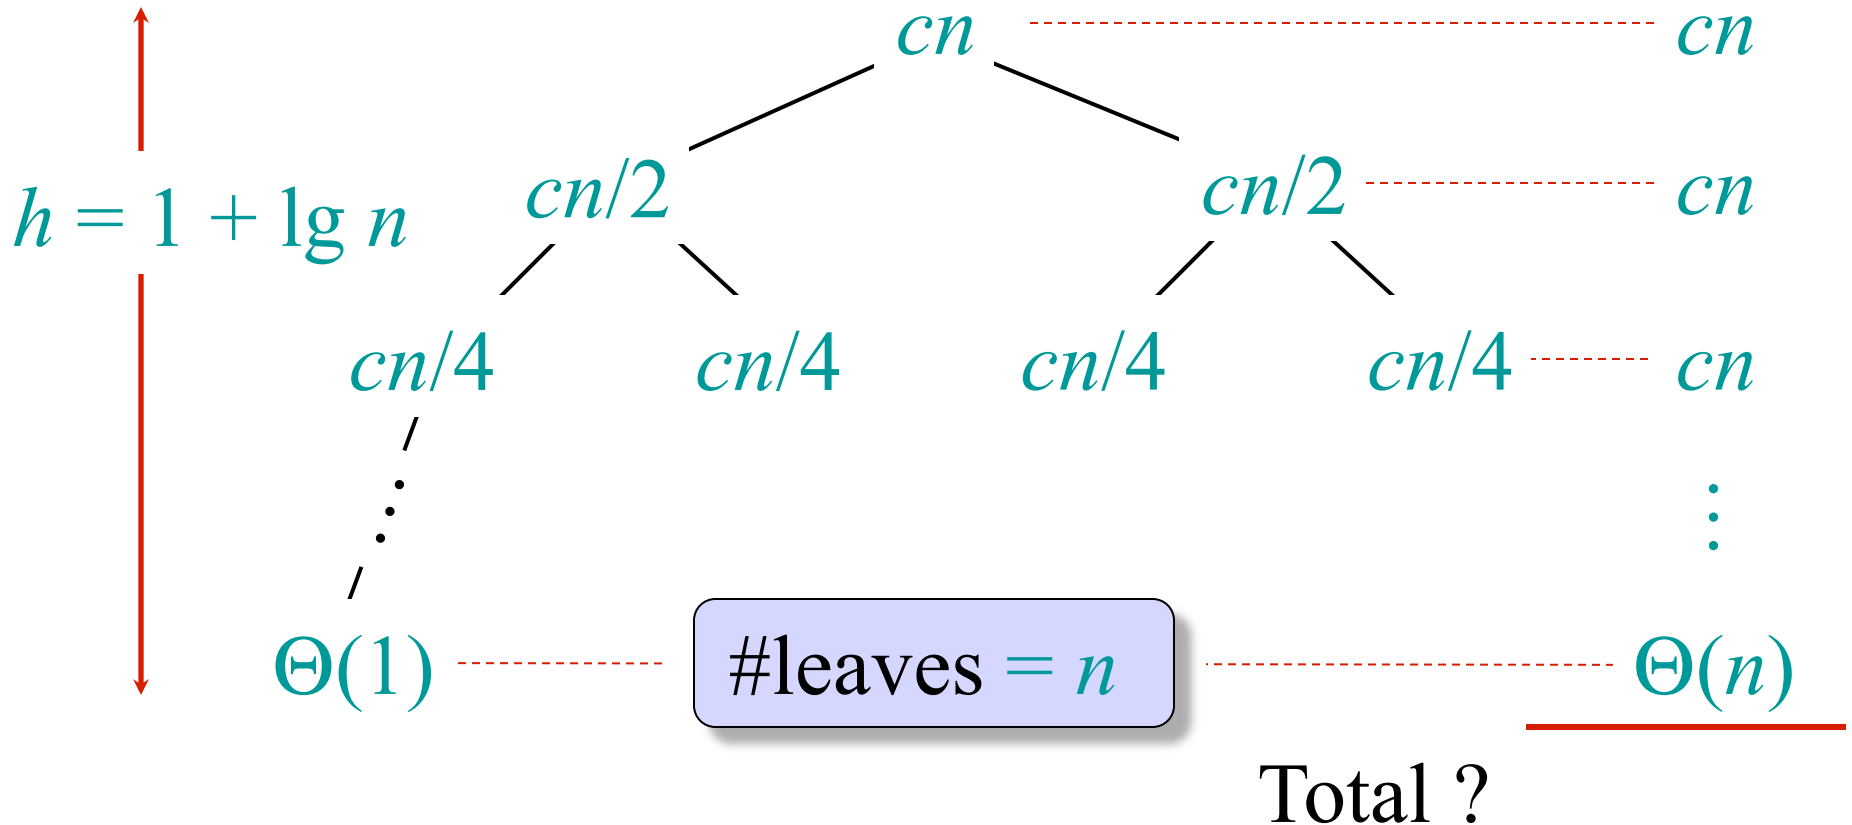 cn cn
h = 1 + lg n cn/2 cn/2 cn
cn/4 cn/4 cn/4 cn/4 cn
Θ(1) #leaves = n Θ(n)
Total ?